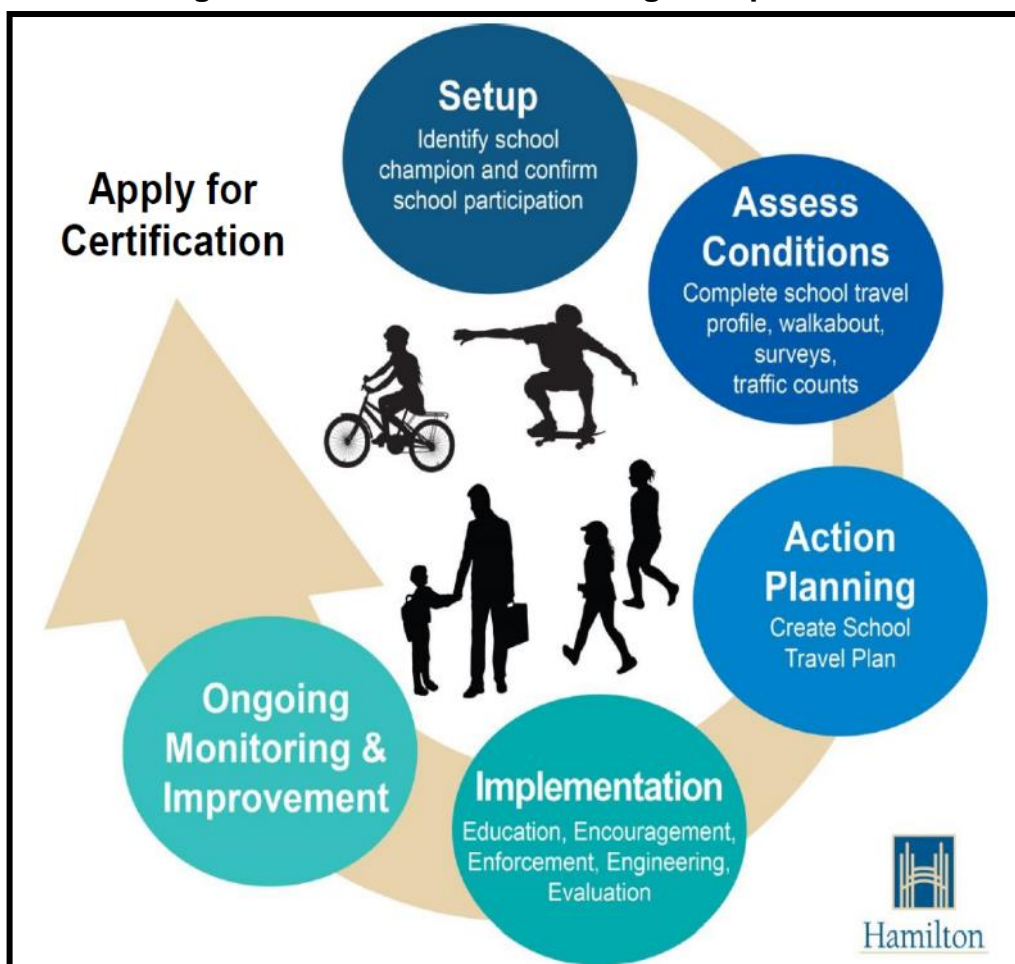 Setup
Identify school
champion and confirm
school participation
Apply for
Certification
Assess
Conditions
Complete school travel
profile, walkabout,
surveys,
traffic counts
Action
Planning
Create School
Travel Plan
Implementation
Education, Encouragement,
Enforcement, Engineering,
Evaluation
Ongoing
Monitoring &
Improvement
Hamilton